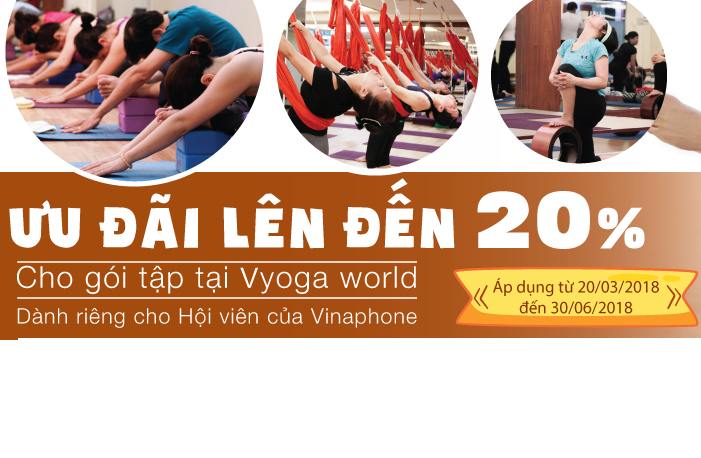 ƯU ĐÃI LÊN ĐẾN 20%
Cho gói tập tại Vyoga world
Dành riêng cho Hội viên của Vinaphone
Áp dụng từ 20/03/2018
đến 30/06/2018